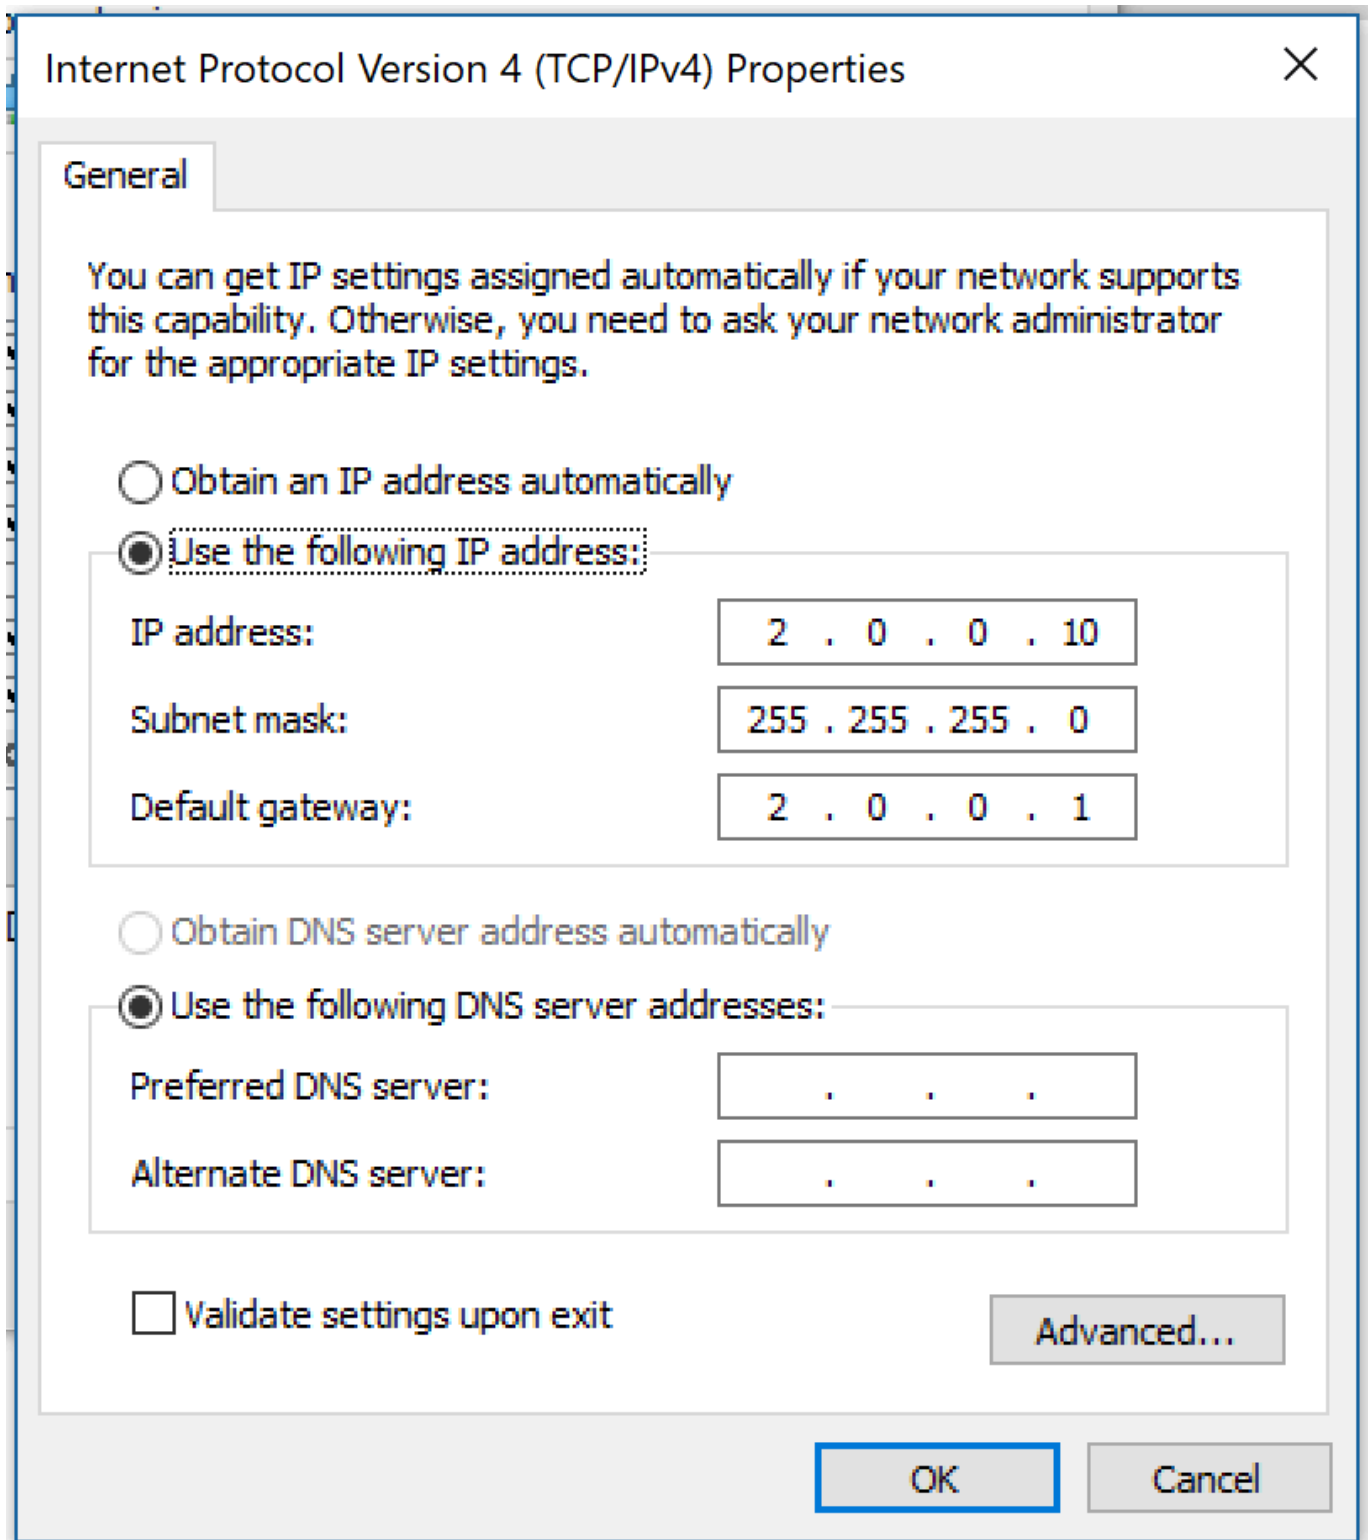 Internet Protocol Version 4 (TCP/IPv4) Properties
General
You can get IP settings assigned automatically if your network supports
this capability. Otherwise, you need to ask your network administrator
for the appropriate IP settings.
Obtain an IP address automatically
Use the following IP address:
IP address: 2 . 0 . 0 . 10
Subnet mask: 255 . 255 . 255 . 0
Default gateway: 2 . 0 . 0 . 1
Obtain DNS server address automatically
Use the following DNS server addresses:
Preferred DNS server: . . .
Alternate DNS server: . . .
Validate settings upon exit
Advanced...
OK Cancel